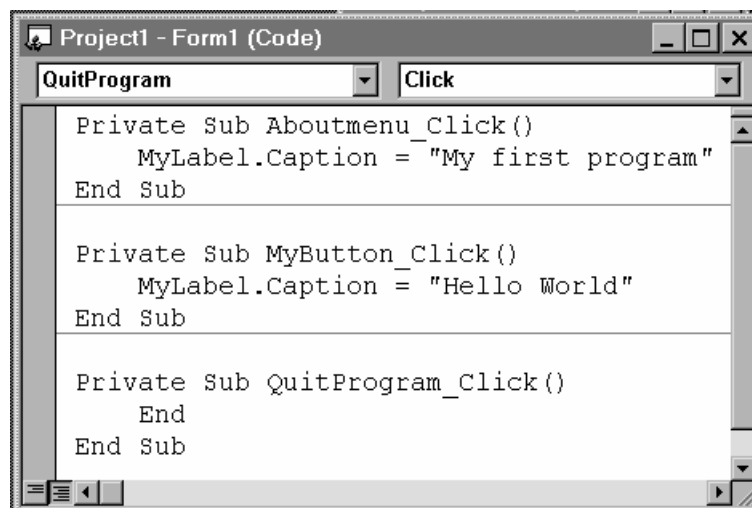 Project1 - Form1 (Code)
QuitProgram Click
Private Sub Aboutmenu_Click()
MyLabel.Caption = "My first program"
End Sub
Private Sub MyButton_Click()
MyLabel.Caption = "Hello World"
End Sub
Private Sub QuitProgram_Click()
End
End Sub